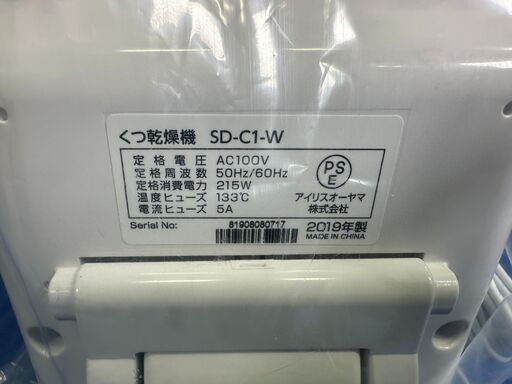 くつ乾燥機 SD-C1-W
定格電圧 AC100V
定格周波数 50Hz/60Hz
定格消費電力 215W
温度ヒューズ 133℃
電流ヒューズ 5A
PS
E
アイリスオーヤマ
株式会社
Serial No: 81908080717
2019年製
MADE IN CHINA